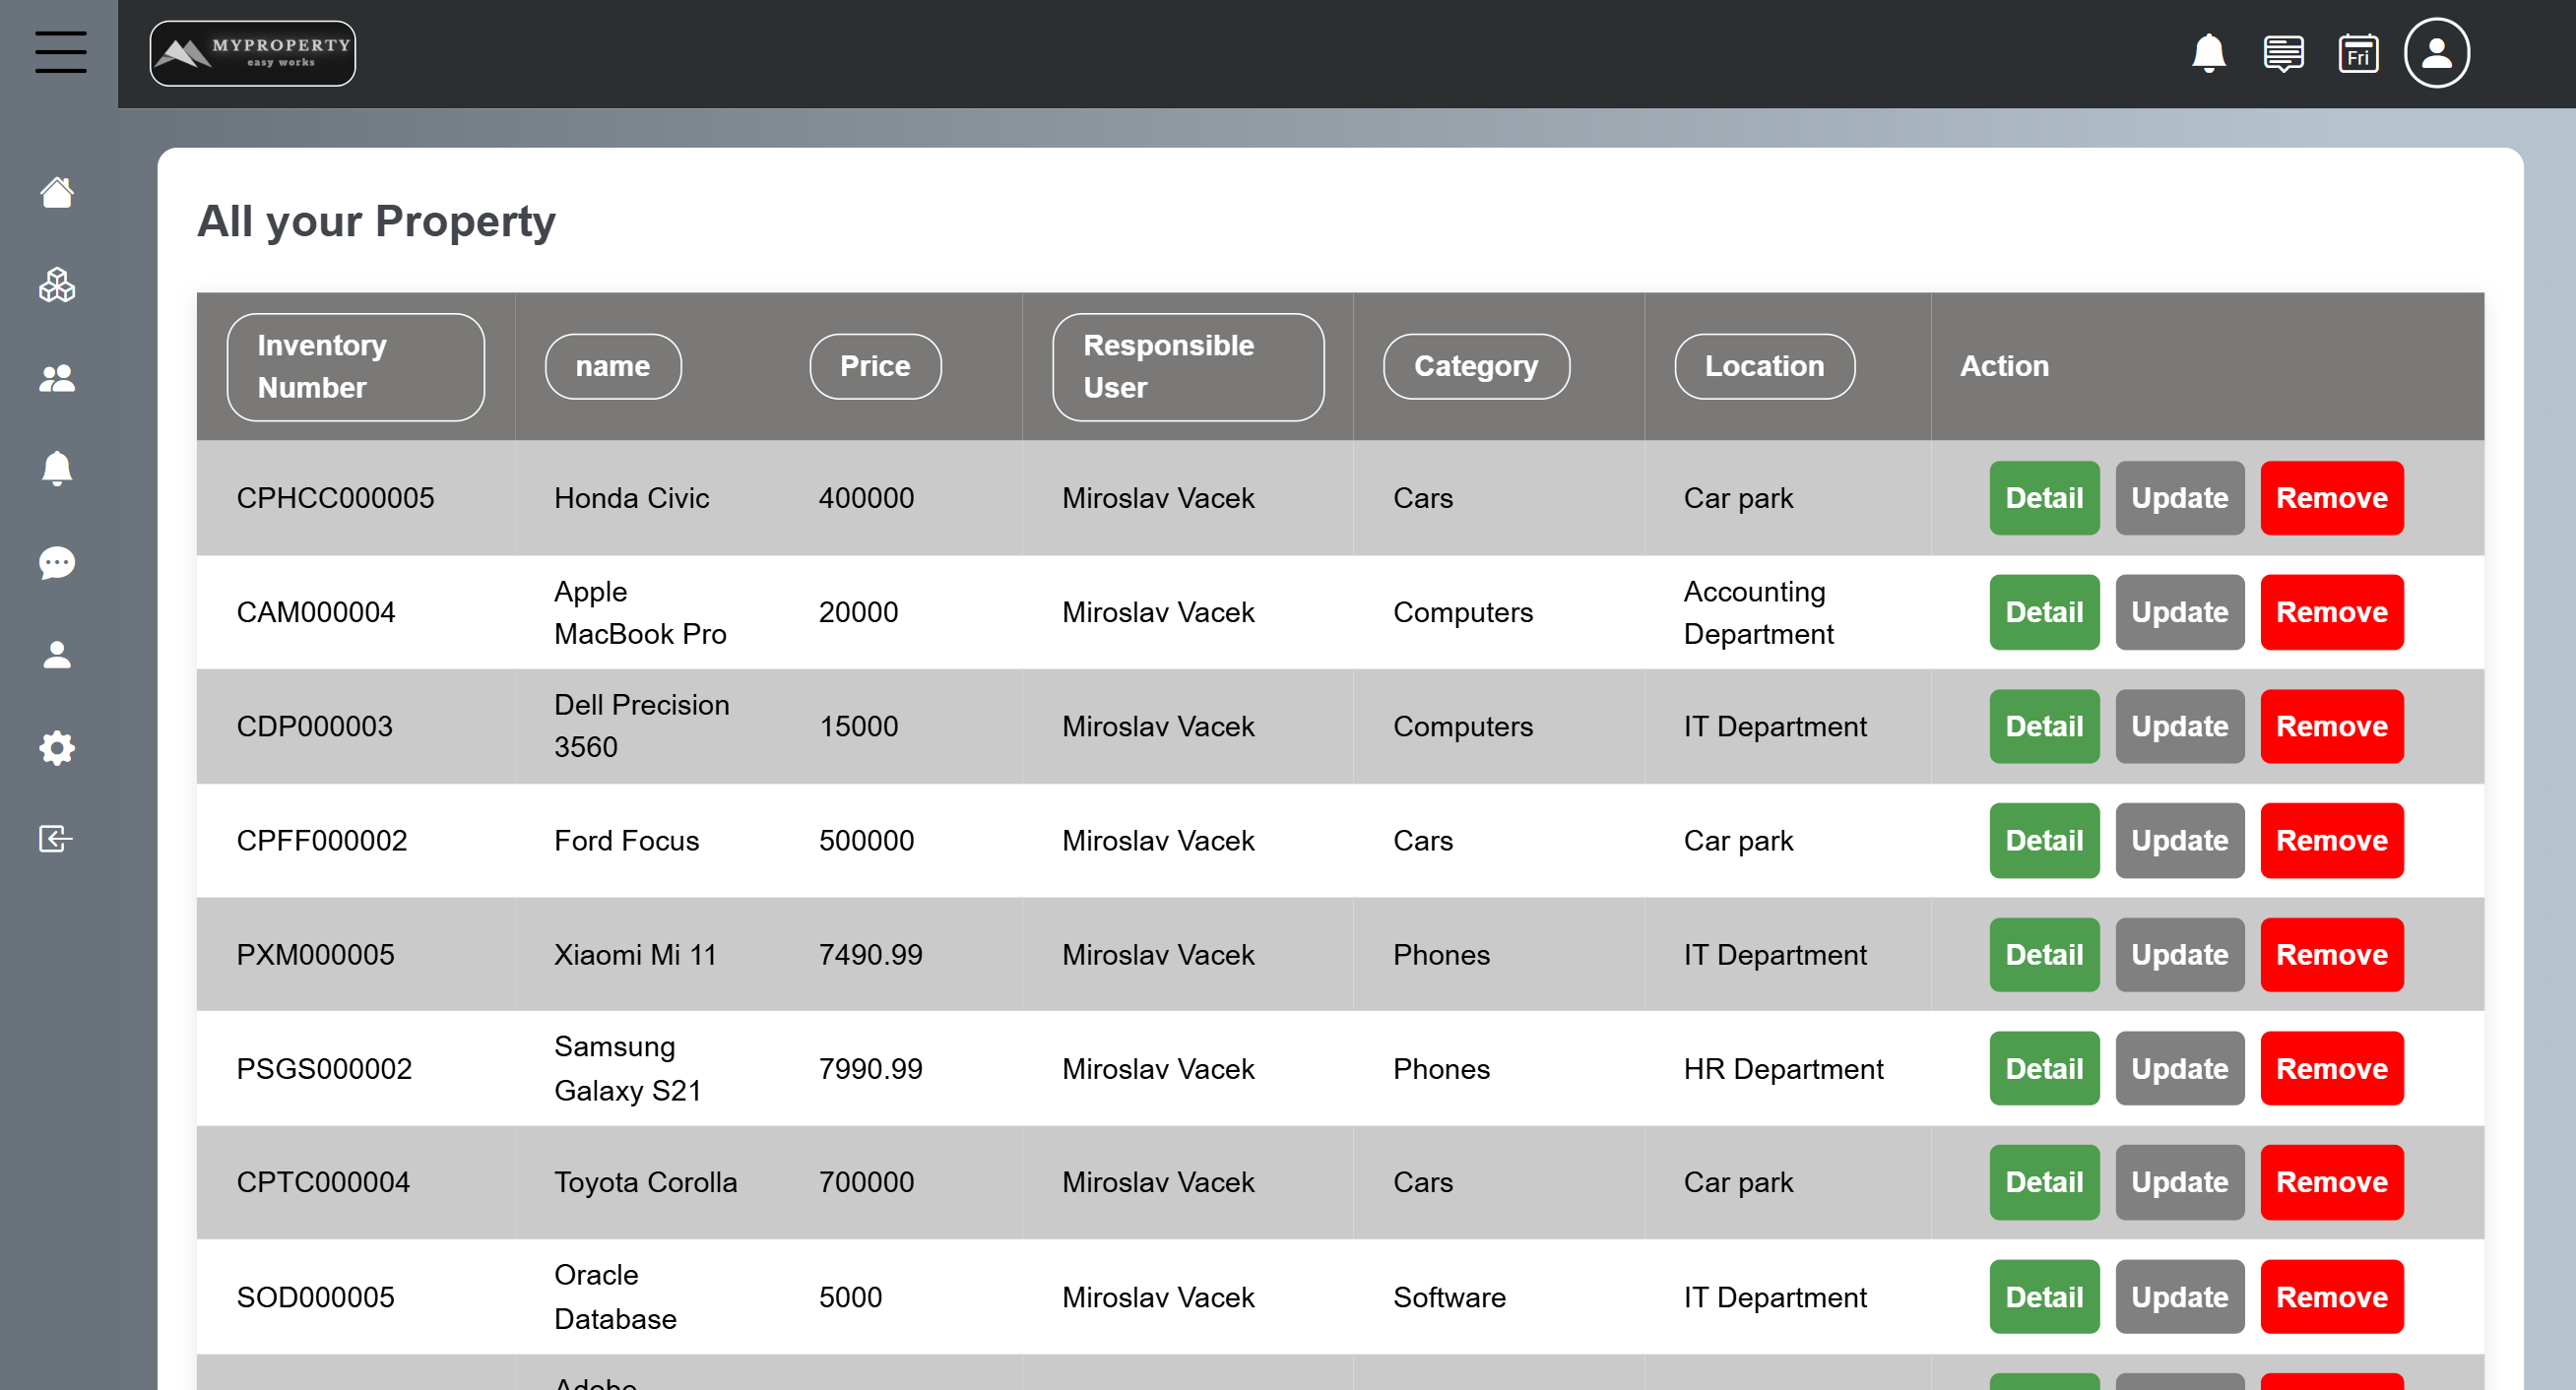 MYPROPERTY
easy works
Fri
All your Property
Inventory
Number
name
Price
Responsible
User
Category
Location
Action
CPHCC000005 Honda Civic 400000 Miroslav Vacek Cars Car park Detail Update Remove
CAM000004 Apple
MacBook Pro 20000 Miroslav Vacek Computers Accounting
Department Detail Update Remove
CDP000003 Dell Precision
3560 15000 Miroslav Vacek Computers IT Department Detail Update Remove
CPFF000002 Ford Focus 500000 Miroslav Vacek Cars Car park Detail Update Remove
PXM000005 Xiaomi Mi 11 7490.99 Miroslav Vacek Phones IT Department Detail Update Remove
PSGS000002 Samsung
Galaxy S21 7990.99 Miroslav Vacek Phones HR Department Detail Update Remove
CPTC000004 Toyota Corolla 700000 Miroslav Vacek Cars Car park Detail Update Remove
SOD000005 Oracle
Database 5000 Miroslav Vacek Software IT Department Detail Update Remove
Adobe